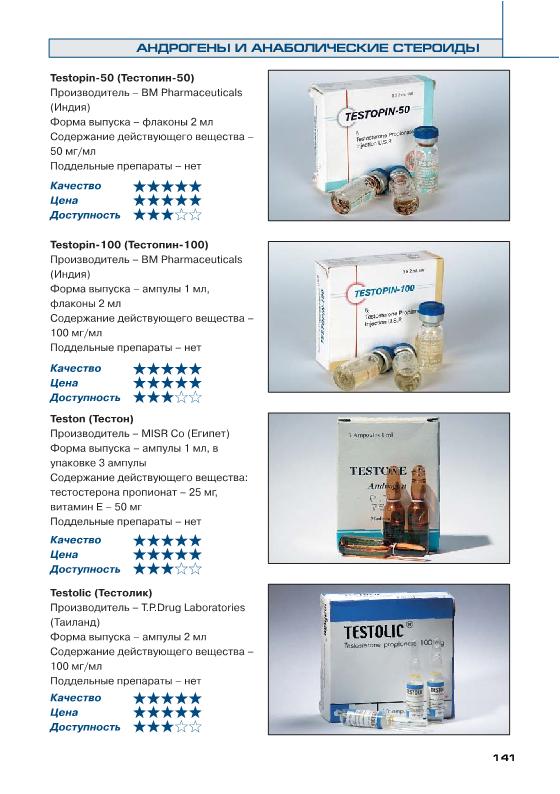 АНДРОГЕНЫ И АНАБОЛИЧЕСКИЕ СТЕРОИДЫ
Testopin-50 (Тестопин-50)
Производитель – BM Pharmaceuticals
(Индия)
Форма выпуска – флаконы 2 мл
Содержание действующего вещества –
50 мг/мл
Поддельные препараты – нет
Качество
Цена
Доступность
TESTOPIN-50
Testosterone Propionate
Injection U.S.P.
Testopin-100 (Тестопин-100)
Производитель – BM Pharmaceuticals
(Индия)
Форма выпуска – ампулы 1 мл,
флаконы 2 мл
Содержание действующего вещества –
100 мг/мл
Поддельные препараты – нет
Качество
Цена
Доступность
TESTOPIN-100
TESTOPIN-100
Testosterone
Injection U.S.P.
Teston (Тестон)
Производитель – MISR Co (Египет)
Форма выпуска – ампулы 1 мл, в
упаковке 3 ампулы
Содержание действующего вещества:
тестостерона пропионат – 25 мг,
витамин Е – 50 мг
Поддельные препараты – нет
Качество
Цена
Доступность
3 Ampoules 1 ml
TESTONE
Testolic (Тестолик)
Производитель – T.P.Drug Laboratories
(Таиланд)
Форма выпуска – ампулы 2 мл
Содержание действующего вещества –
100 мг/мл
Поддельные препараты – нет
Качество
Цена
Доступность
TESTOLIC®
Testosterone propionate 100 mg
141